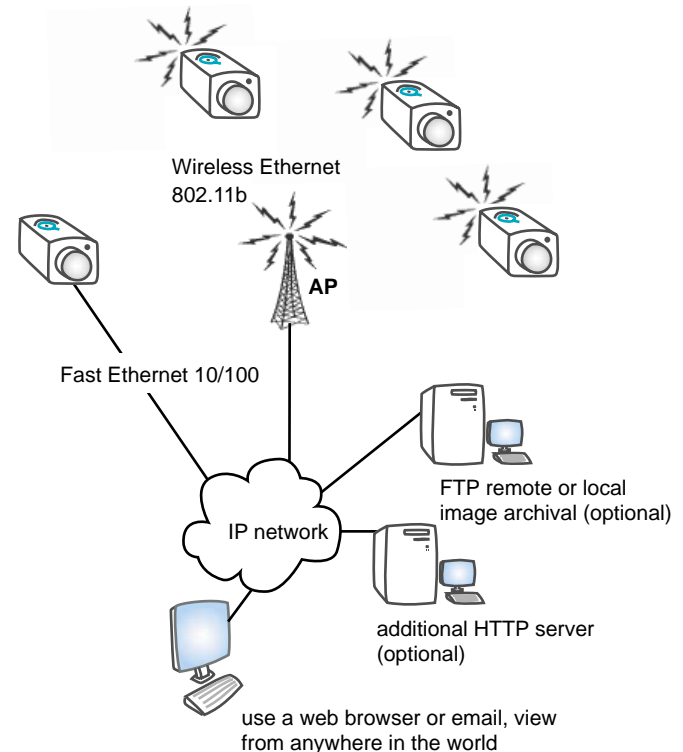 Wireless Ethernet
802.11b
AP
Fast Ethernet 10/100
FTP remote or local
image archival (optional)
IP network
additional HTTP server
(optional)
use a web browser or email, view
from anywhere in the world